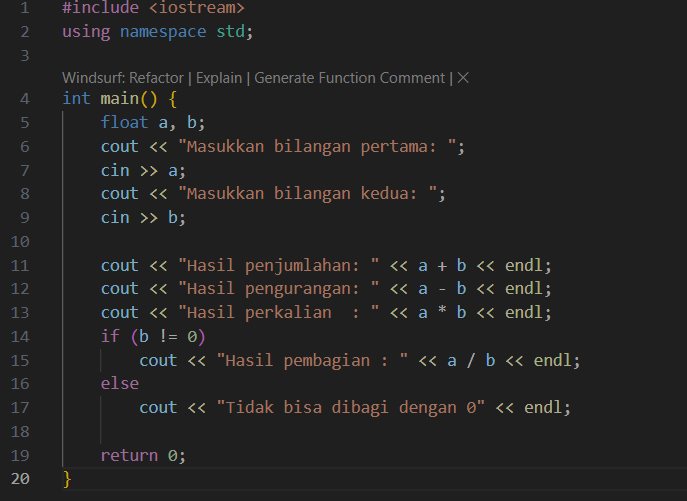 1 #include <iostream>
2 using namespace std;
3
Windsurf: Refactor | Explain | Generate Function Comment | ×
4 int main() {
5     float a, b;
6     cout << "Masukkan bilangan pertama: ";
7     cin >> a;
8     cout << "Masukkan bilangan kedua: ";
9     cin >> b;
10
11     cout << "Hasil penjumlahan: " << a + b << endl;
12     cout << "Hasil pengurangan: " << a - b << endl;
13     cout << "Hasil perkalian  : " << a * b << endl;
14     if (b != 0)
15         cout << "Hasil pembagian : " << a / b << endl;
16     else
17         cout << "Tidak bisa dibagi dengan 0" << endl;
18
19     return 0;
20 }